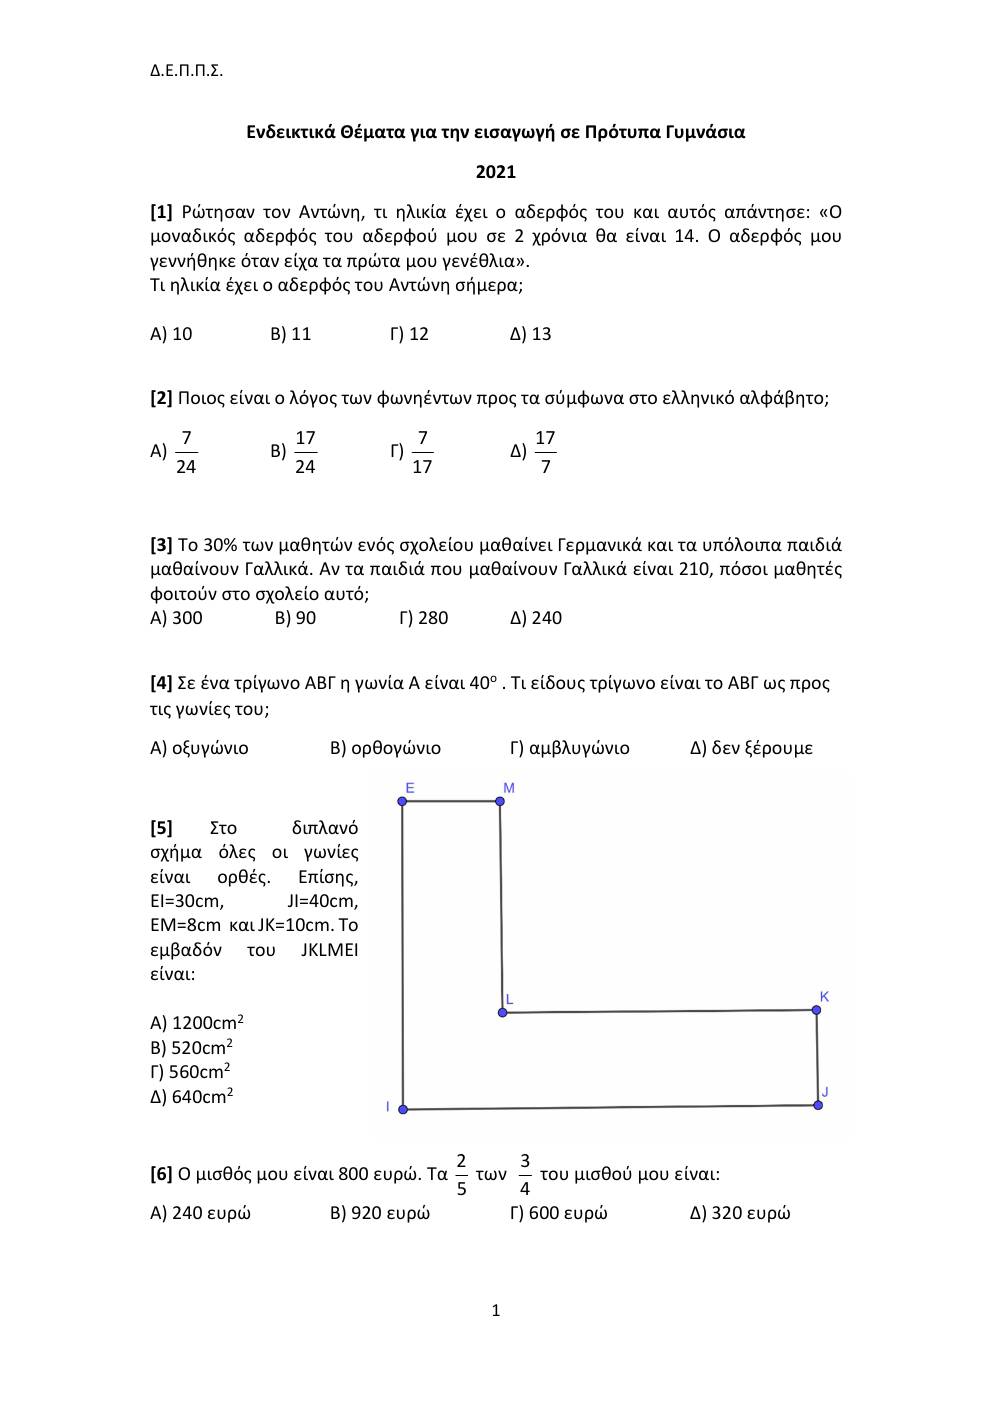 Δ.Ε.Π.Π.Σ.
Ενδεικτικά Θέματα για την εισαγωγή σε Πρότυπα Γυμνάσια
2021
[1] Ρώτησαν τον Αντώνη, τι ηλικία έχει ο αδερφός του και αυτός απάντησε: «Ο
μοναδικός αδερφός του αδερφού μου σε 2 χρόνια θα είναι 14. Ο αδερφός μου
γεννήθηκε όταν είχα τα πρώτα μου γενέθλια».
Τι ηλικία έχει ο αδερφός του Αντώνη σήμερα;
Α) 10 Β) 11 Γ) 12 Δ) 13
[2] Ποιος είναι ο λόγος των φωνηέντων προς τα σύμφωνα στο ελληνικό αλφάβητο;
Α) 7/24 Β) 17/24 Γ) 7/17 Δ) 17/7
[3] Το 30% των μαθητών ενός σχολείου μαθαίνει Γερμανικά και τα υπόλοιπα παιδιά
μαθαίνουν Γαλλικά. Αν τα παιδιά που μαθαίνουν Γαλλικά είναι 210, πόσοι μαθητές
φοιτούν στο σχολείο αυτό;
Α) 300 Β) 90 Γ) 280 Δ) 240
[4] Σε ένα τρίγωνο ΑΒΓ η γωνία Α είναι 40º . Τι είδους τρίγωνο είναι το ΑΒΓ ως προς
τις γωνίες του;
Α) οξυγώνιο Β) ορθογώνιο Γ) αμβλυγώνιο Δ) δεν ξέρουμε
[5] Στο διπλανό
σχήμα όλες οι γωνίες
είναι ορθές. Επίσης,
EI=30cm, JI=40cm,
EM=8cm και JK=10cm. Το
εμβαδόν του JKLMEI
είναι:
Α) 1200cm²
Β) 520cm²
Γ) 560cm²
Δ) 640cm²
E M
L K
I J
[6] Ο μισθός μου είναι 800 ευρώ. Τα 2/5 των 3/4 του μισθού μου είναι:
Α) 240 ευρώ Β) 920 ευρώ Γ) 600 ευρώ Δ) 320 ευρώ
1